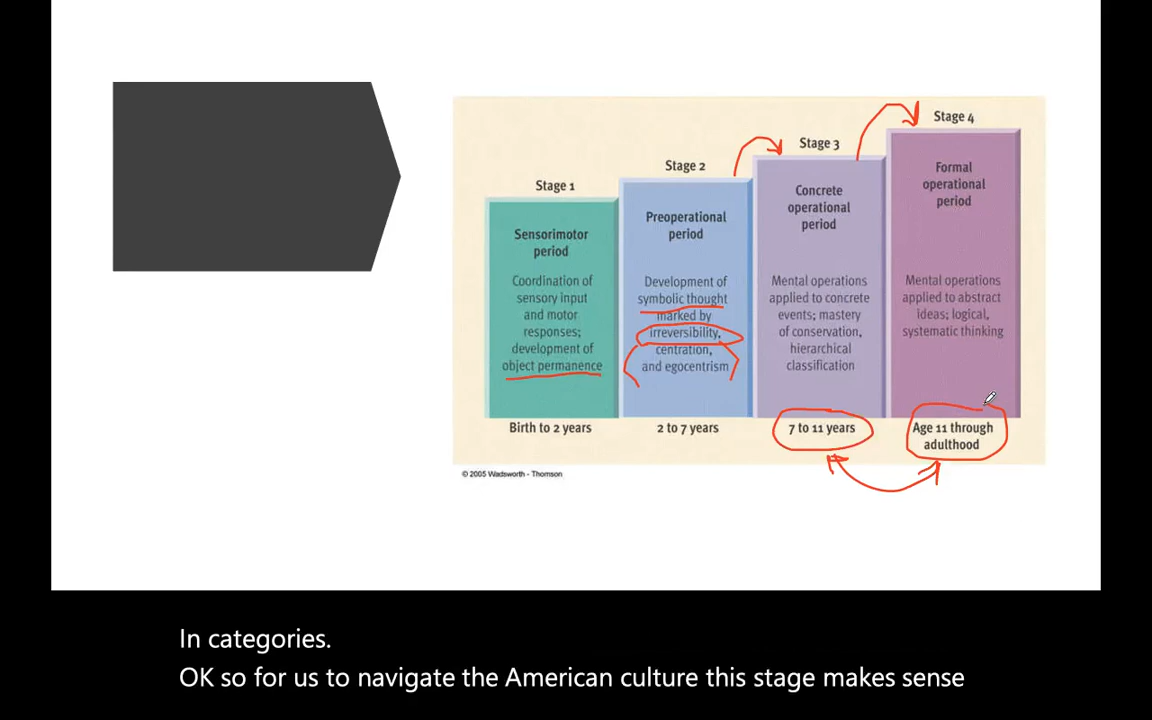 Stage 1
Sensorimotor
period
Coordination of
sensory input
and motor
responses;
development of
object permanence
Birth to 2 years
Stage 2
Preoperational
period
Development of
symbolic thought
marked by
irreversibility,
centration,
and egocentrism
2 to 7 years
Stage 3
Concrete
operational
period
Mental operations
applied to concrete
events; mastery
of conservation,
hierarchical
classification
7 to 11 years
Stage 4
Formal
operational
period
Mental operations
applied to abstract
ideas; logical,
systematic thinking
Age 11 through
adulthood
© 2005 Wadsworth - Thomson
In categories.
OK so for us to navigate the American culture this stage makes sense